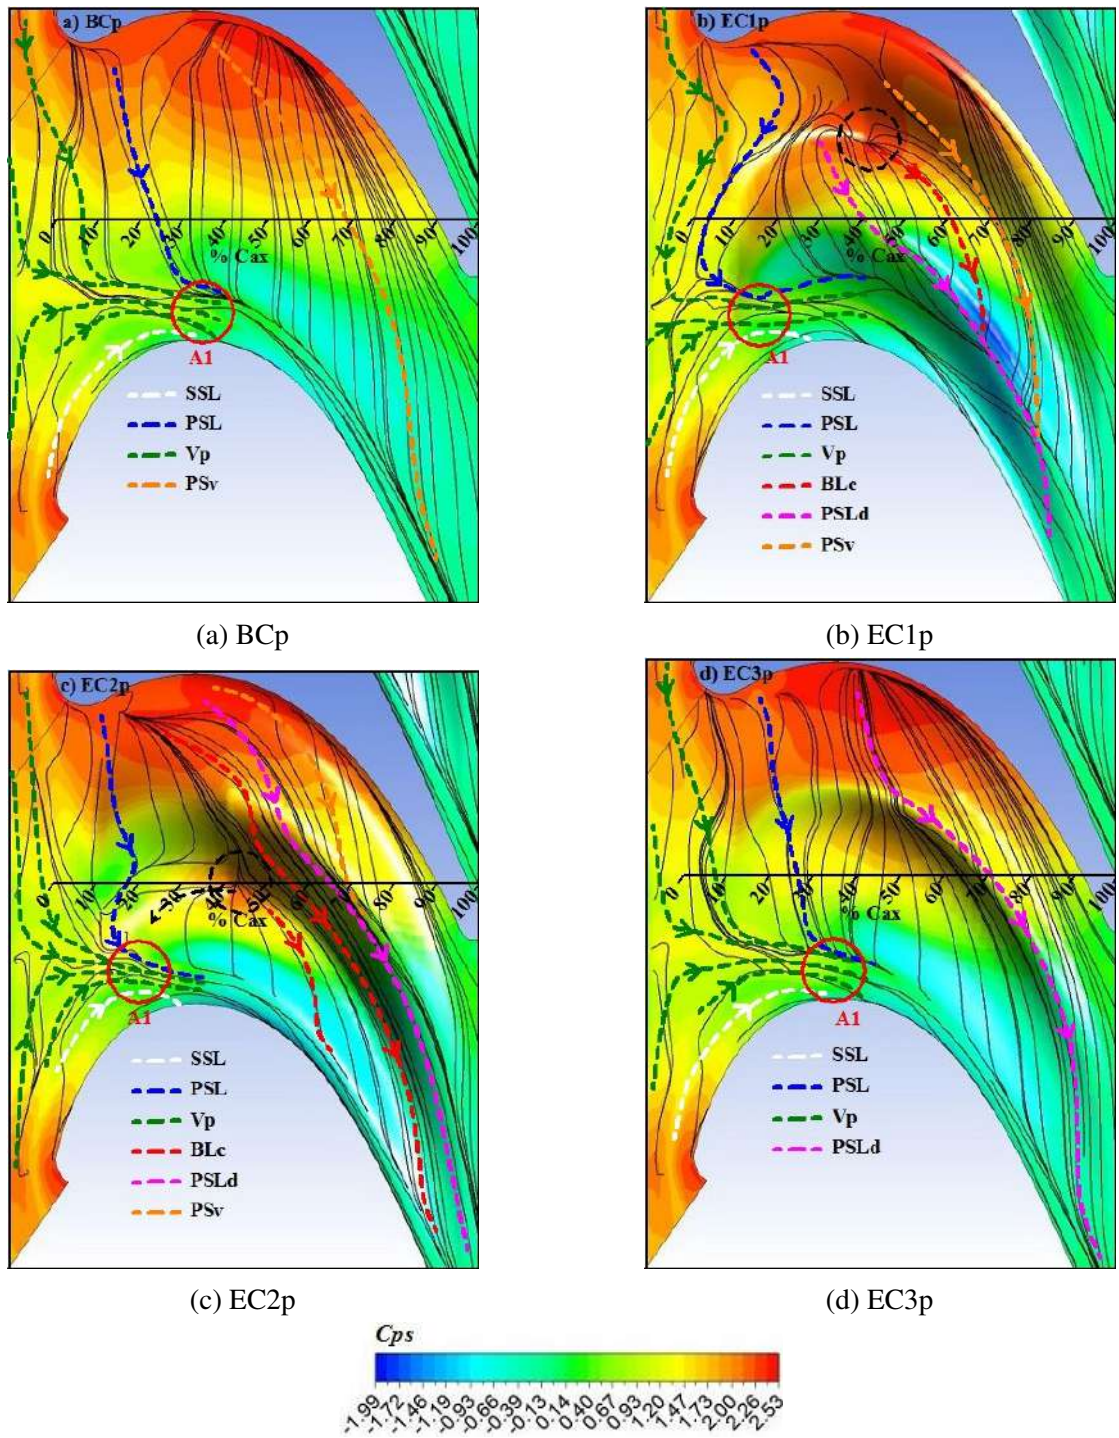 a) BCp
0 10 20 30 40 50 60 70 80 90 100
% Cax
A1
SSL
PSL
Vp
PSv
(a) BCp
b) EC1p
0 10 20 30 40 50 60 70 80 90 100
% Cax
A1
SSL
PSL
Vp
BLc
PSLd
PSv
(b) EC1p
c) EC2p
0 10 20 30 40 50 60 70 80 90 100
% Cax
A1
SSL
PSL
Vp
BLc
PSLd
PSv
(c) EC2p
d) EC3p
0 10 20 30 40 50 60 70 80 90 100
% Cax
A1
SSL
PSL
Vp
PSLd
(d) EC3p
Cps
-1.99 -1.72 -1.46 -1.19 -0.93 -0.66 -0.39 -0.13 0.14 0.40 0.67 0.93 1.20 1.47 1.73 2.00 2.26 2.53